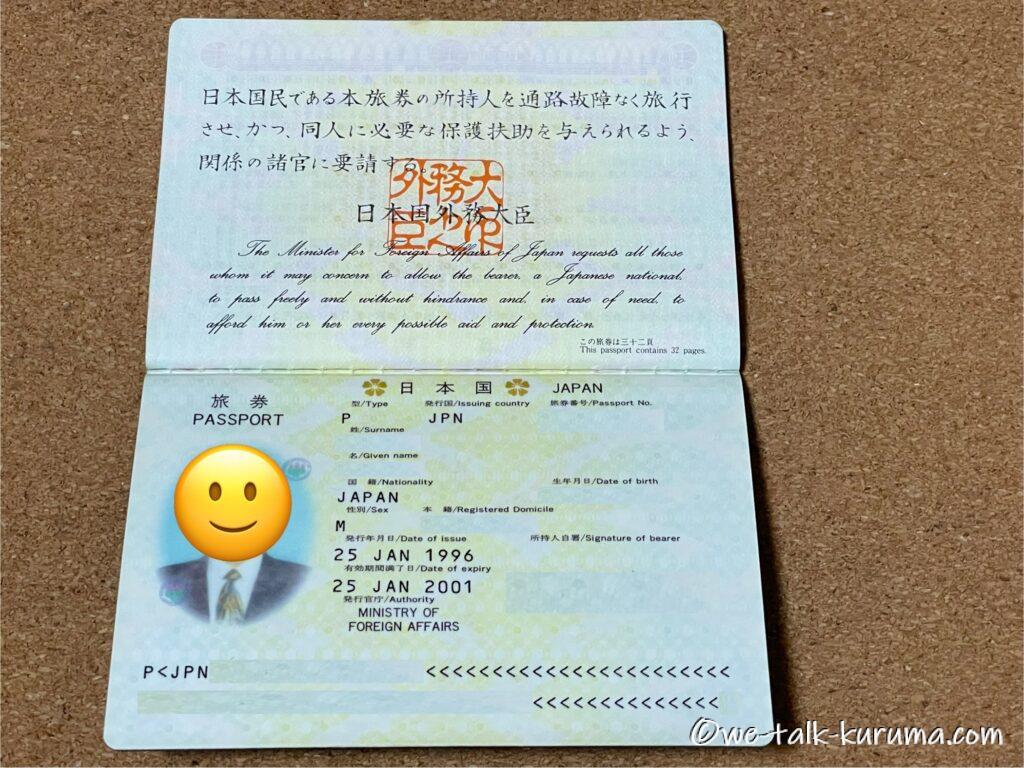 日本国民である本旅券の所持人を通路故障なく旅行
させ、かつ、同人に必要な保護扶助を与えられるよう、
関係の諸官に要請する。
外務大臣之印
日本国外務大臣
The Minister for Foreign Affairs of Japan requests all those
whom it may concern to allow the bearer, a Japanese national,
to pass freely and without hindrance and, in case of need, to
afford him or her every possible aid and protection.
この旅券は三十二頁
This passport contains 32 pages.
旅券
PASSPORT
日本国 JAPAN
型/Type 発行国/Issuing country 旅券番号/Passport No.
P JPN
姓/Surname
名/Given name
国籍/Nationality 生年月日/Date of birth
JAPAN
性別/Sex 本籍/Registered Domicile
M
発行年月日/Date of issue 所持人自署/Signature of bearer
25 JAN 1996
有効期間満了日/Date of expiry
25 JAN 2001
発行官庁/Authority
MINISTRY OF
FOREIGN AFFAIRS
P<JPN <<<<<<<<<<<<<<<<<<<<<<<<
<<<<<<<<<<<<<<
©we-talk-kuruma.com